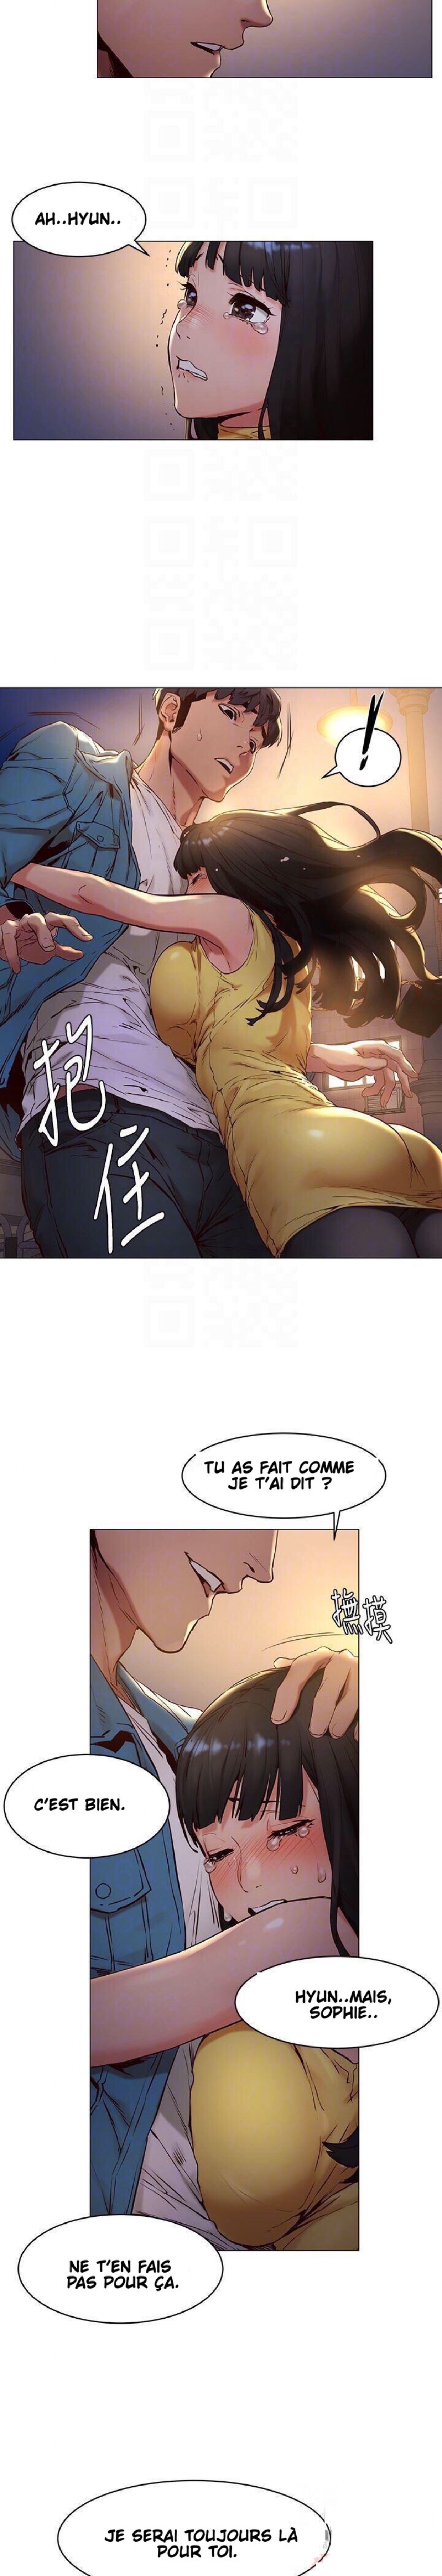 AH..HYUN..
!
抱住
TU AS FAIT COMME
JE T'AI DIT ?
撫摸
C'EST BIEN.
HYUN..MAIS,
SOPHIE..
NE T'EN FAIS
PAS POUR ÇA.
JE SERAI TOUJOURS LÀ
POUR TOI.